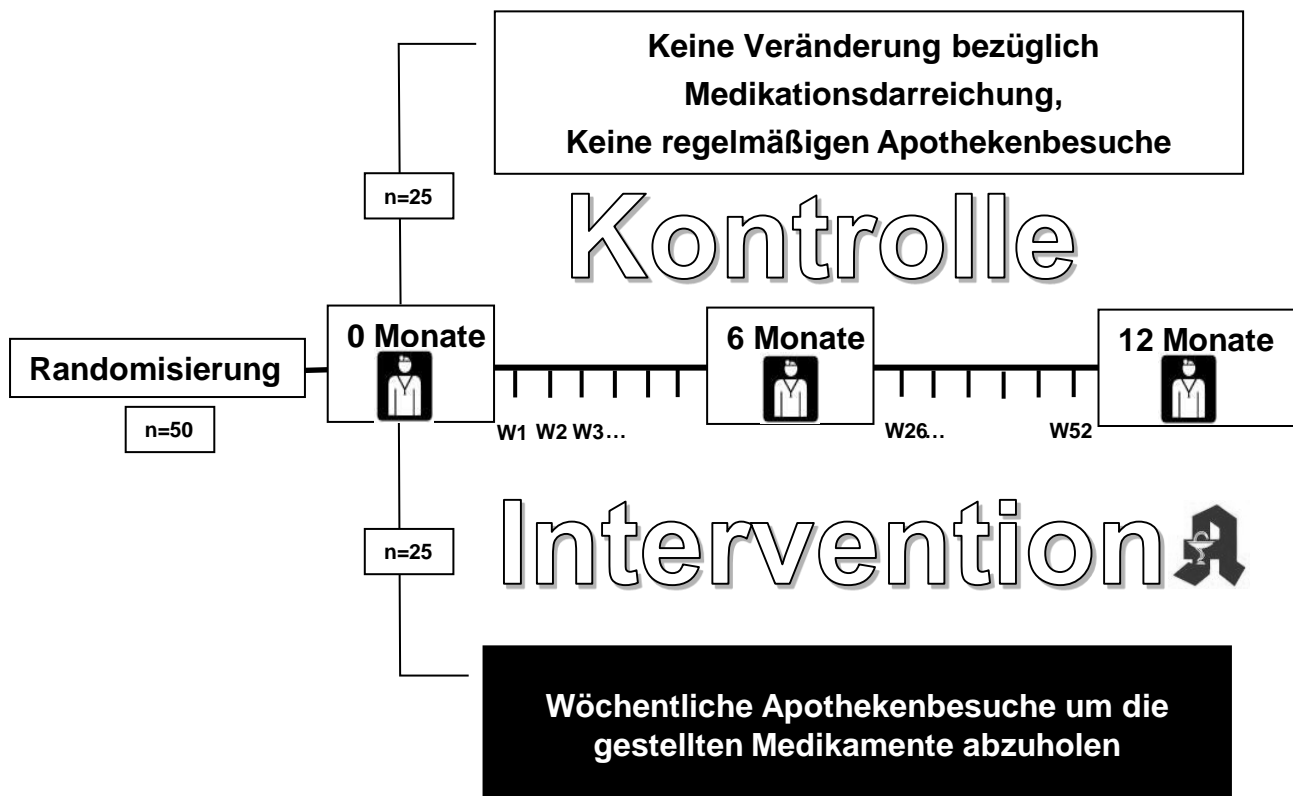 Keine Veränderung bezüglich
Medikationsdarreichung,
Keine regelmäßigen Apothekenbesuche
n=25
Kontrolle
Randomisierung
n=50
0 Monate
6 Monate
12 Monate
W1 W2 W3... W26... W52
n=25
Intervention
Wöchentliche Apothekenbesuche um die
gestellten Medikamente abzuholen